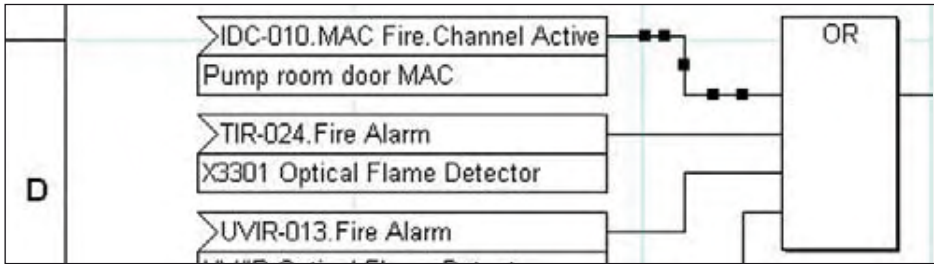 >IDC-010.MAC Fire.Channel Active
Pump room door MAC
OR
>TIR-024.Fire Alarm
X3301 Optical Flame Detector
D
>UVIR-013.Fire Alarm